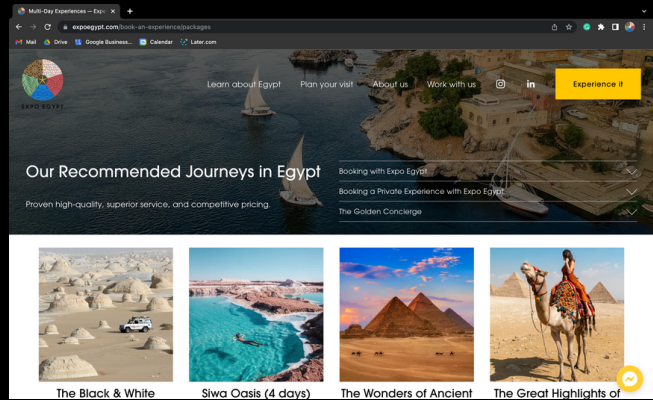 Multi-Day Experiences — Expo
expoegypt.com/book-an-experience/packages
Mail
Drive
Google Business...
Calendar
Later.com
EXPO EGYPT
Learn about Egypt
Plan your visit
About us
Work with us
in
Experience it
Our Recommended Journeys in Egypt
Proven high-quality, superior service, and competitive pricing.
Booking with Expo Egypt
Booking a Private Experience with Expo Egypt
The Golden Concierge
The Black & White
Siwa Oasis (4 days)
The Wonders of Ancient
The Great Highlights of